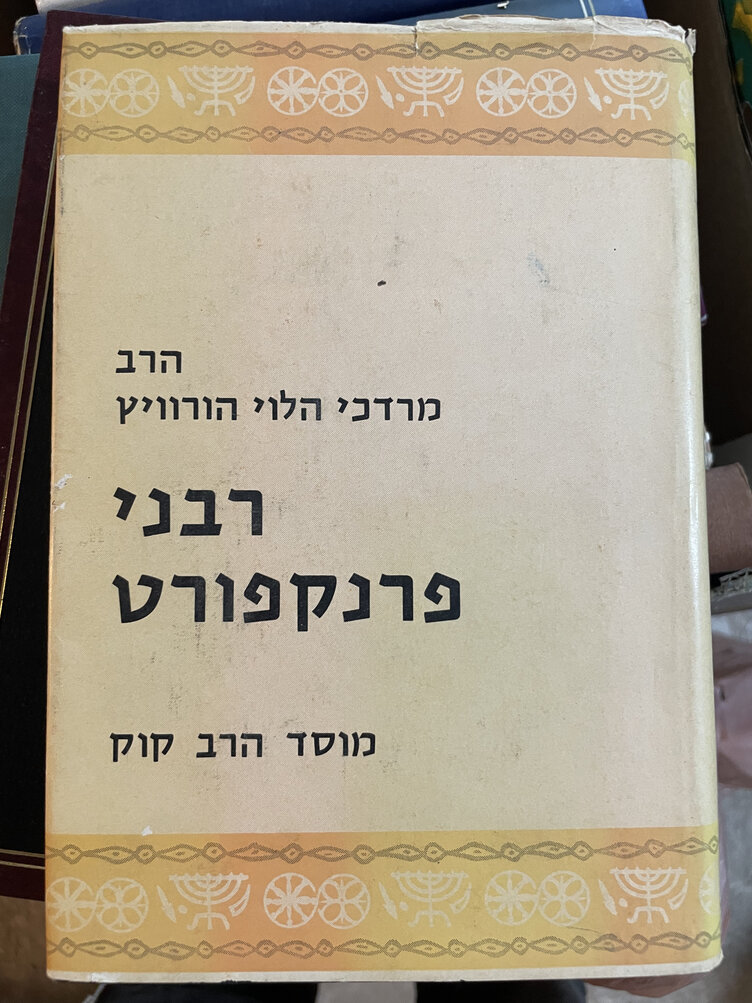 הרב
מרדכי הלוי הורוויץ
רבני
פרנקפורט
מוסד הרב קוק